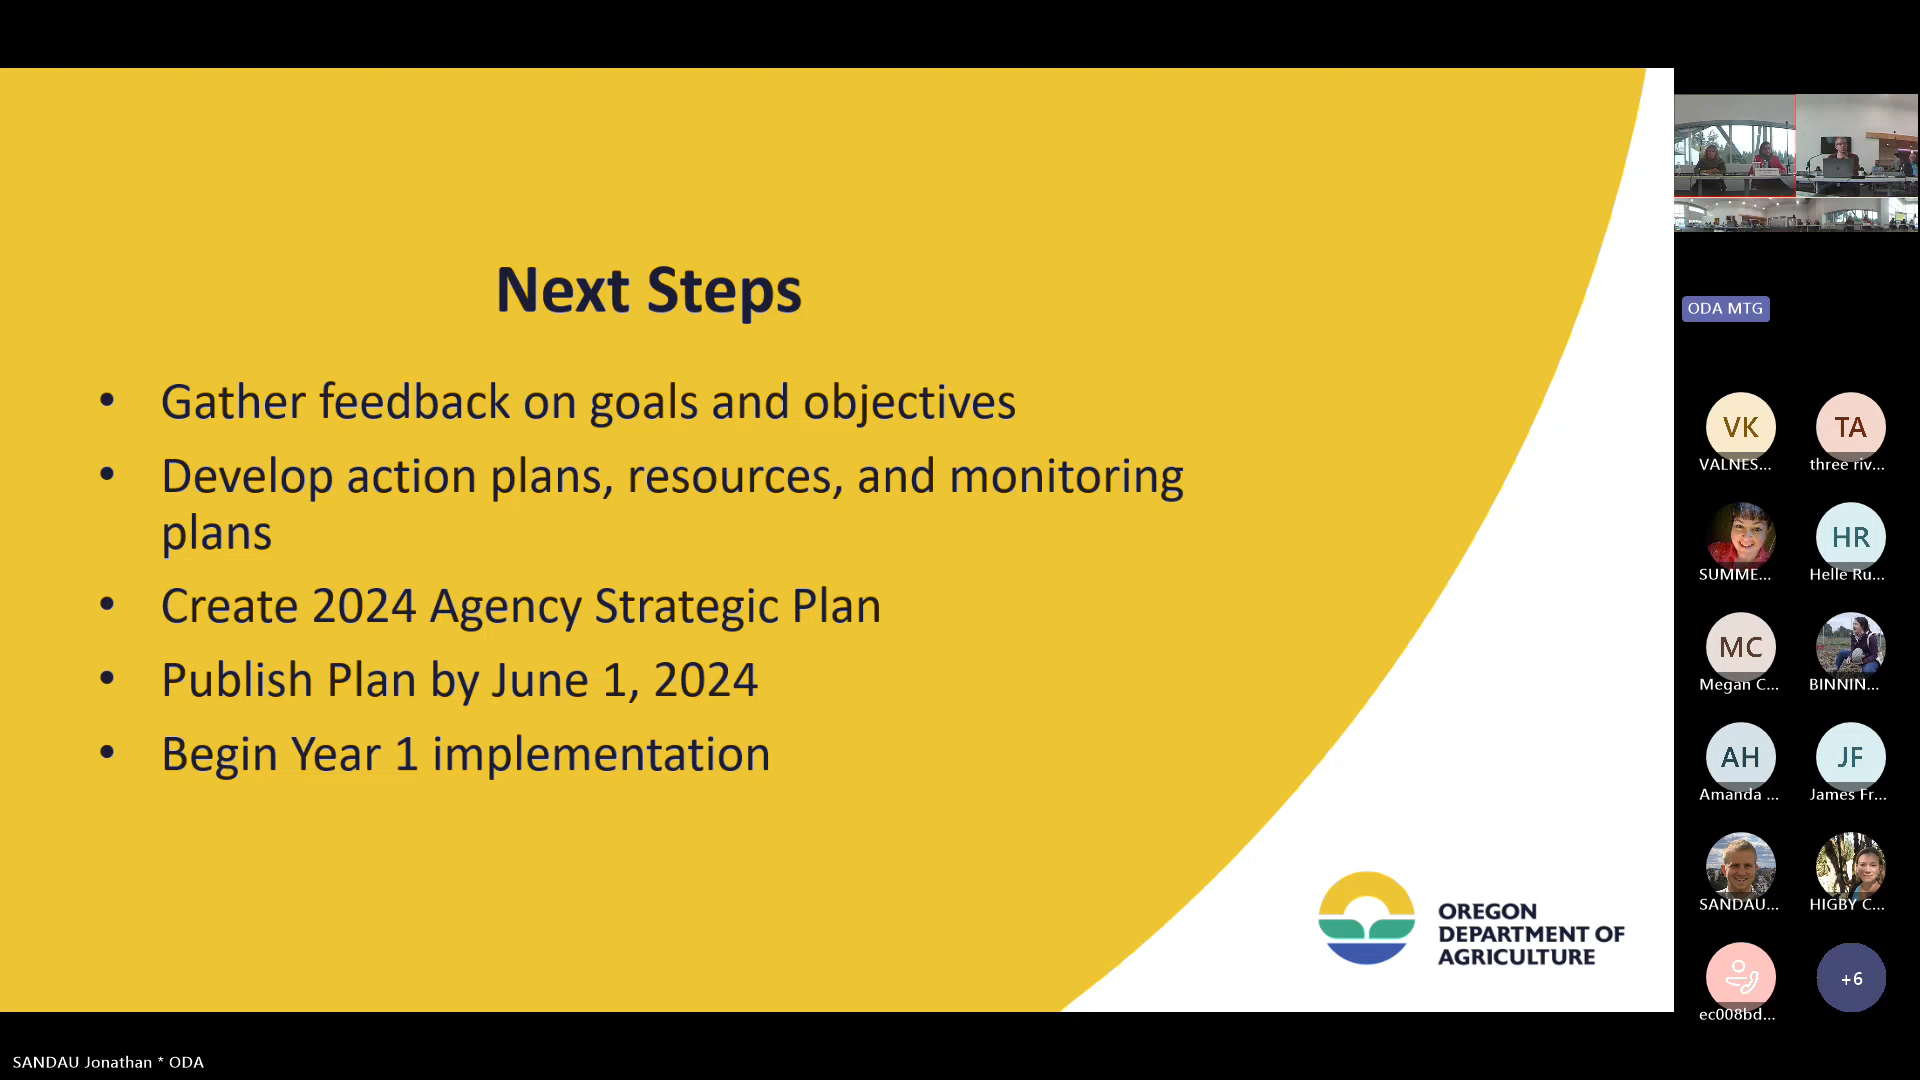 Next Steps
• Gather feedback on goals and objectives
• Develop action plans, resources, and monitoring
plans
• Create 2024 Agency Strategic Plan
• Publish Plan by June 1, 2024
• Begin Year 1 implementation
OREGON
DEPARTMENT OF
AGRICULTURE
ODA MTG
VK
VALNES...
TA
three riv...
SUMME...
HR
Helle Ru...
MC
Megan C...
BINNIN...
AH
Amanda ...
JF
James Fr...
SANDAU...
HIGBY C...
ec008bd...
+6
SANDAU Jonathan * ODA